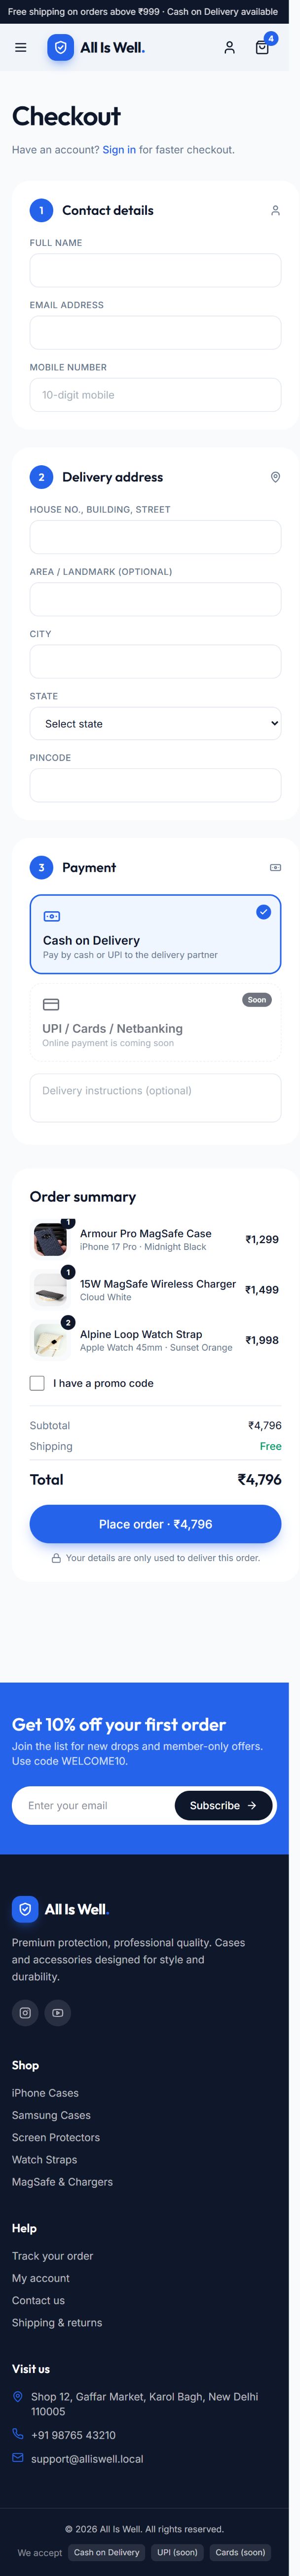 Free shipping on orders above ₹999 · Cash on Delivery available
All Is Well.
4
Checkout
Have an account? Sign in for faster checkout.
1
Contact details
FULL NAME
EMAIL ADDRESS
MOBILE NUMBER
10-digit mobile
2
Delivery address
HOUSE NO., BUILDING, STREET
AREA / LANDMARK (OPTIONAL)
CITY
STATE
Select state
PINCODE
3
Payment
Cash on Delivery
Pay by cash or UPI to the delivery partner
Soon
UPI / Cards / Netbanking
Online payment is coming soon
Delivery instructions (optional)
Order summary
1
Armour Pro MagSafe Case
iPhone 17 Pro · Midnight Black
₹1,299
1
15W MagSafe Wireless Charger
Cloud White
₹1,499
2
Alpine Loop Watch Strap
Apple Watch 45mm · Sunset Orange
₹1,998
I have a promo code
Subtotal ₹4,796
Shipping Free
Total ₹4,796
Place order · ₹4,796
Your details are only used to deliver this order.
Get 10% off your first order
Join the list for new drops and member-only offers.
Use code WELCOME10.
Enter your email
Subscribe
All Is Well.
Premium protection, professional quality. Cases
and accessories designed for style and
durability.
Shop
iPhone Cases
Samsung Cases
Screen Protectors
Watch Straps
MagSafe & Chargers
Help
Track your order
My account
Contact us
Shipping & returns
Visit us
Shop 12, Gaffar Market, Karol Bagh, New Delhi
110005
+91 98765 43210
support@alliswell.local
© 2026 All Is Well. All rights reserved.
We accept Cash on Delivery UPI (soon) Cards (soon)